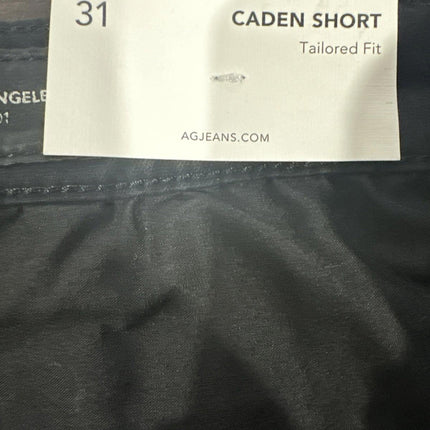 31
CADEN SHORT
Tailored Fit
AGJEANS.COM